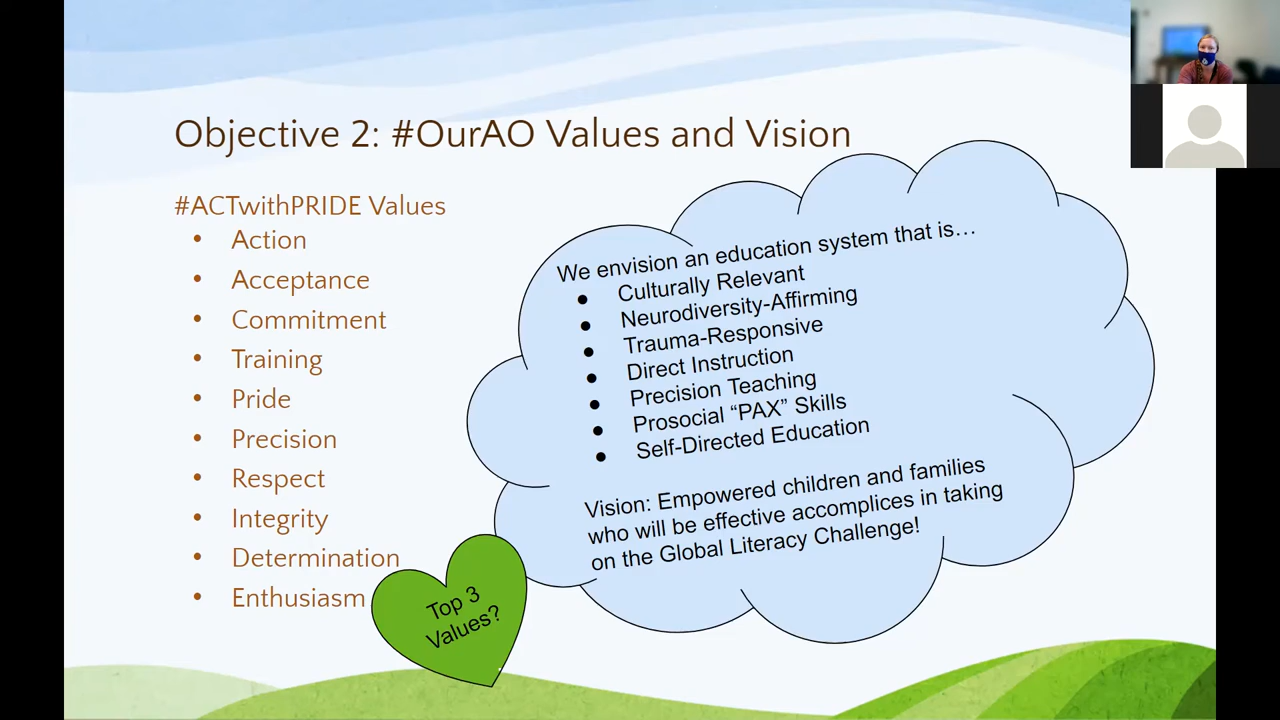 Objective 2: #OurAO Values and Vision
#ACTwithPRIDE Values
• Action
• Acceptance
• Commitment
• Training
• Pride
• Precision
• Respect
• Integrity
• Determination
• Enthusiasm
We envision an education system that is…
● Culturally Relevant
● Neurodiversity-Affirming
● Trauma-Responsive
● Direct Instruction
● Precision Teaching
● Prosocial “PAX” Skills
● Self-Directed Education
Vision: Empowered children and families
who will be effective accomplices in taking
on the Global Literacy Challenge!
Top 3
Values?